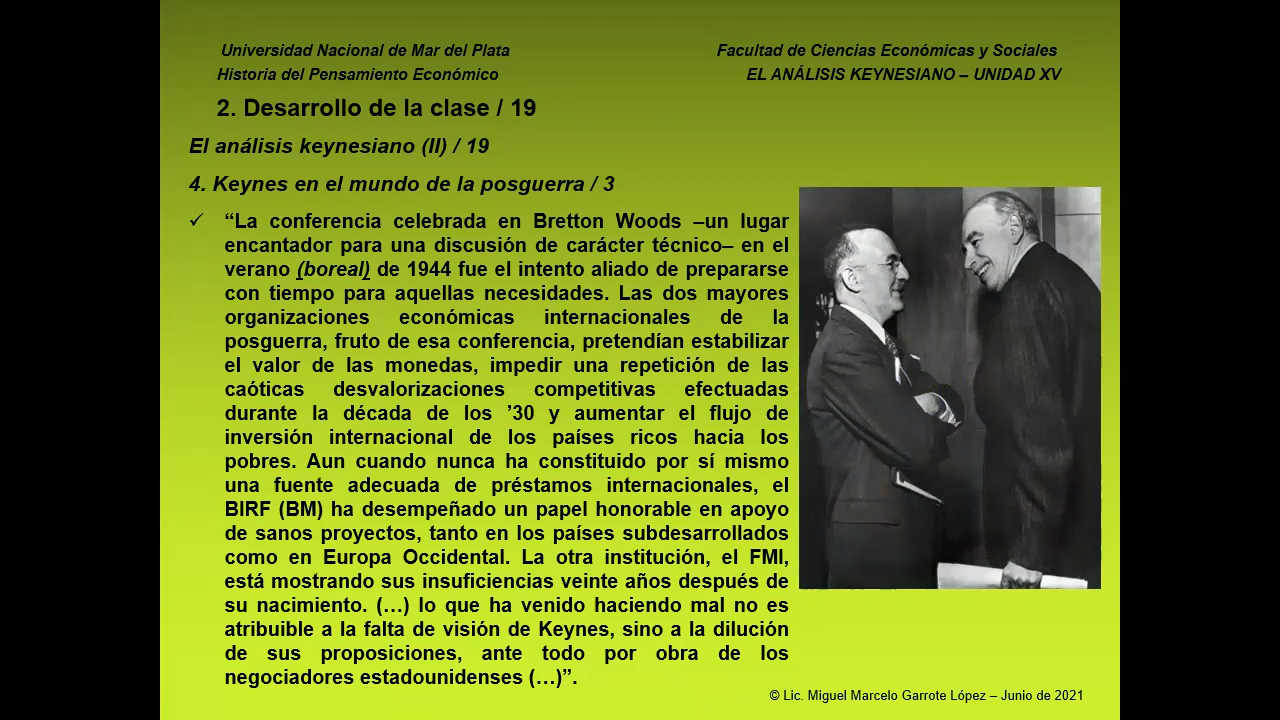 Universidad Nacional de Mar del Plata
Facultad de Ciencias Económicas y Sociales
Historia del Pensamiento Económico
EL ANÁLISIS KEYNESIANO – UNIDAD XV
2. Desarrollo de la clase / 19
El análisis keynesiano (II) / 19
4. Keynes en el mundo de la posguerra / 3
✓ “La conferencia celebrada en Bretton Woods –un lugar
encantador para una discusión de carácter técnico– en el
verano (boreal) de 1944 fue el intento aliado de prepararse
con tiempo para aquellas necesidades. Las dos mayores
organizaciones económicas internacionales de la
posguerra, fruto de esa conferencia, pretendían estabilizar
el valor de las monedas, impedir una repetición de las
caóticas desvalorizaciones competitivas efectuadas
durante la década de los ’30 y aumentar el flujo de
inversión internacional de los países ricos hacia los
pobres. Aun cuando nunca ha constituido por sí mismo
una fuente adecuada de préstamos internacionales, el
BIRF (BM) ha desempeñado un papel honorable en apoyo
de sanos proyectos, tanto en los países subdesarrollados
como en Europa Occidental. La otra institución, el FMI,
está mostrando sus insuficiencias veinte años después de
su nacimiento. (…) lo que ha venido haciendo mal no es
atribuible a la falta de visión de Keynes, sino a la dilución
de sus proposiciones, ante todo por obra de los
negociadores estadounidenses (…)”.
© Lic. Miguel Marcelo Garrote López – Junio de 2021